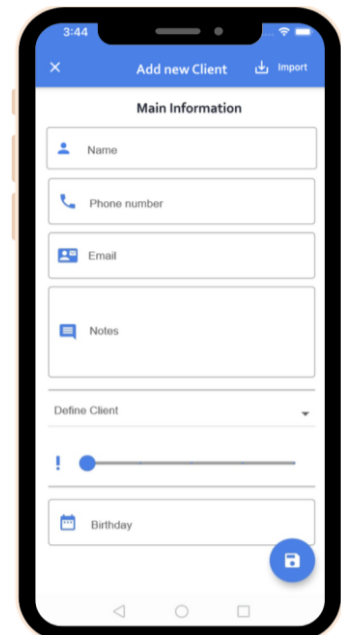 3:44
Add new Client
Import
Main Information
Name
Phone number
Email
Notes
Define Client
Birthday